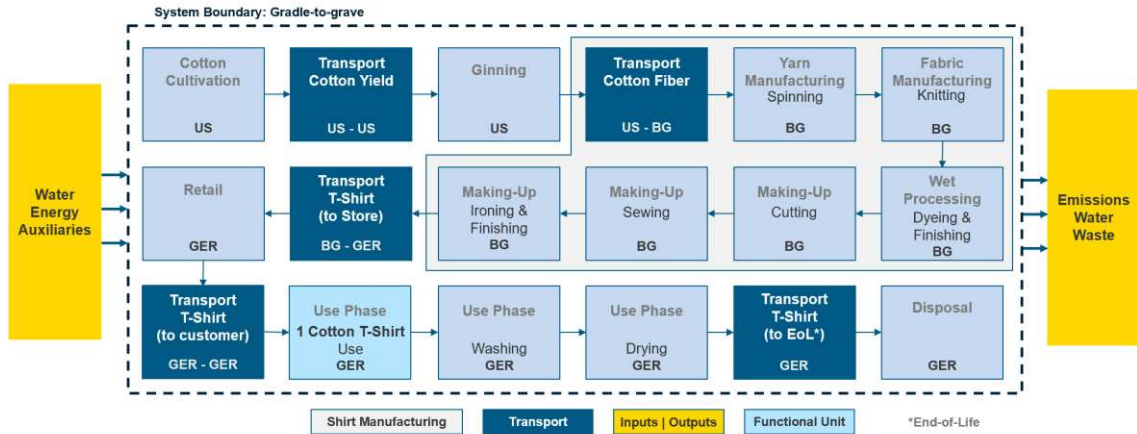 System Boundary: Gradle-to-grave
Cotton
Cultivation
US
Transport
Cotton Yield
US - US
Ginning
US
Transport
Cotton Fiber
US - BG
Yarn
Manufacturing
Spinning
BG
Fabric
Manufacturing
Knitting
BG
Water
Energy
Auxiliaries
Retail
GER
Transport
T-Shirt
(to Store)
BG - GER
Making-Up
Ironing &
Finishing
BG
Making-Up
Sewing
BG
Making-Up
Cutting
BG
Wet
Processing
Dyeing &
Finishing
BG
Emissions
Water
Waste
Transport
T-Shirt
(to customer)
GER - GER
Use Phase
1 Cotton T-Shirt
Use
GER
Use Phase
Washing
GER
Use Phase
Drying
GER
Transport
T-Shirt
(to EoL*)
GER
Disposal
GER
Shirt Manufacturing
Transport
Inputs | Outputs
Functional Unit
*End-of-Life